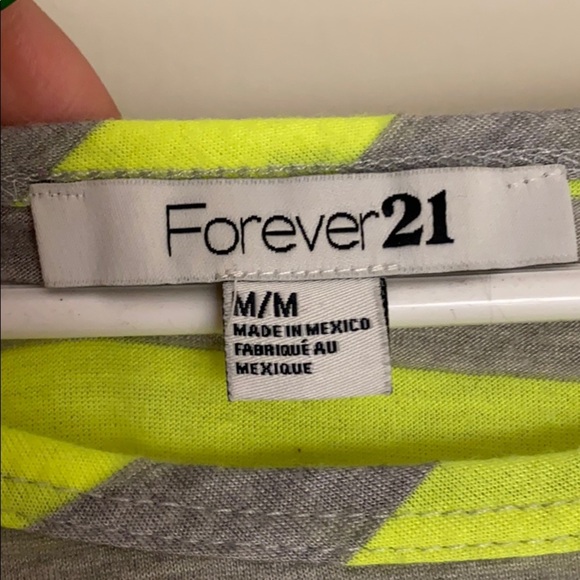 Forever21
M/M
MADE IN MEXICO
FABRIQUÉ AU
MEXIQUE